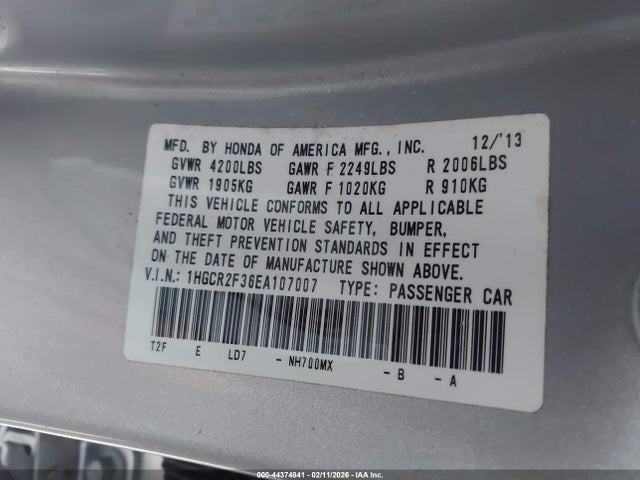 MFD. BY HONDA OF AMERICA MFG., INC. 12/'13
GVWR 4200LBS GAWR F 2249LBS R 2006LBS
GVWR 1905KG GAWR F 1020KG R 910KG
THIS VEHICLE CONFORMS TO ALL APPLICABLE
FEDERAL MOTOR VEHICLE SAFETY, BUMPER,
AND THEFT PREVENTION STANDARDS IN EFFECT
ON THE DATE OF MANUFACTURE SHOWN ABOVE.
V.I.N.: 1HGCR2F36EA107007 TYPE: PASSENGER CAR
T2F E LD7 - NH700MX - B - A
000-44374841 - 02/11/2026 - IAA Inc.